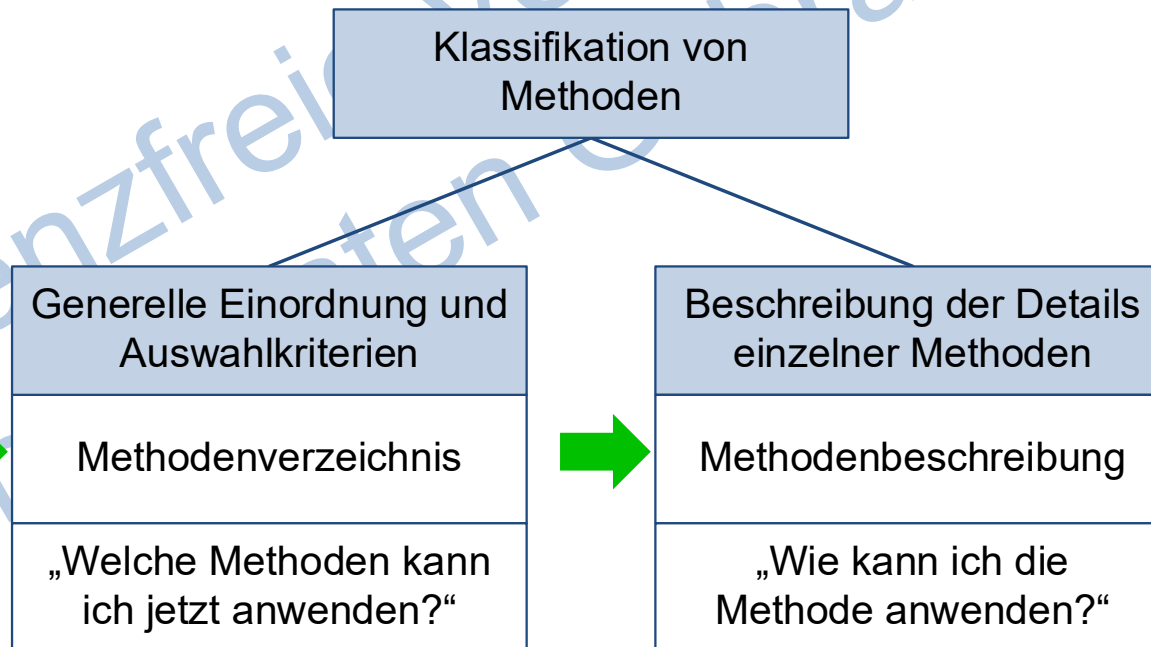 Klassifikation von
Methoden
Generelle Einordnung und
Auswahlkriterien
Methodenverzeichnis
„Welche Methoden kann
ich jetzt anwenden?“
Beschreibung der Details
einzelner Methoden
Methodenbeschreibung
„Wie kann ich die
Methode anwenden?“